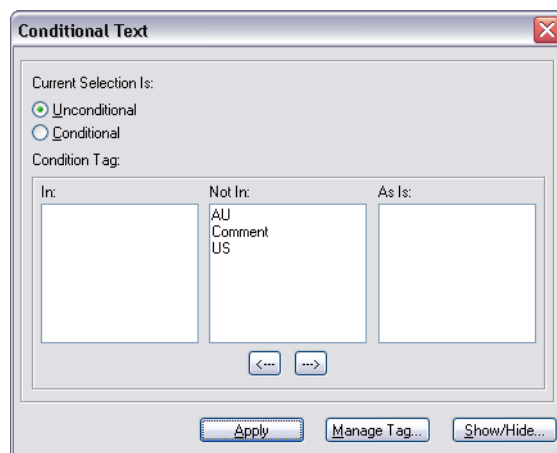 Conditional Text
Current Selection Is:
Unconditional
Conditional
Condition Tag:
In: Not In: As Is:
AU
Comment
US
<--- --->
Apply Manage Tag... Show/Hide...